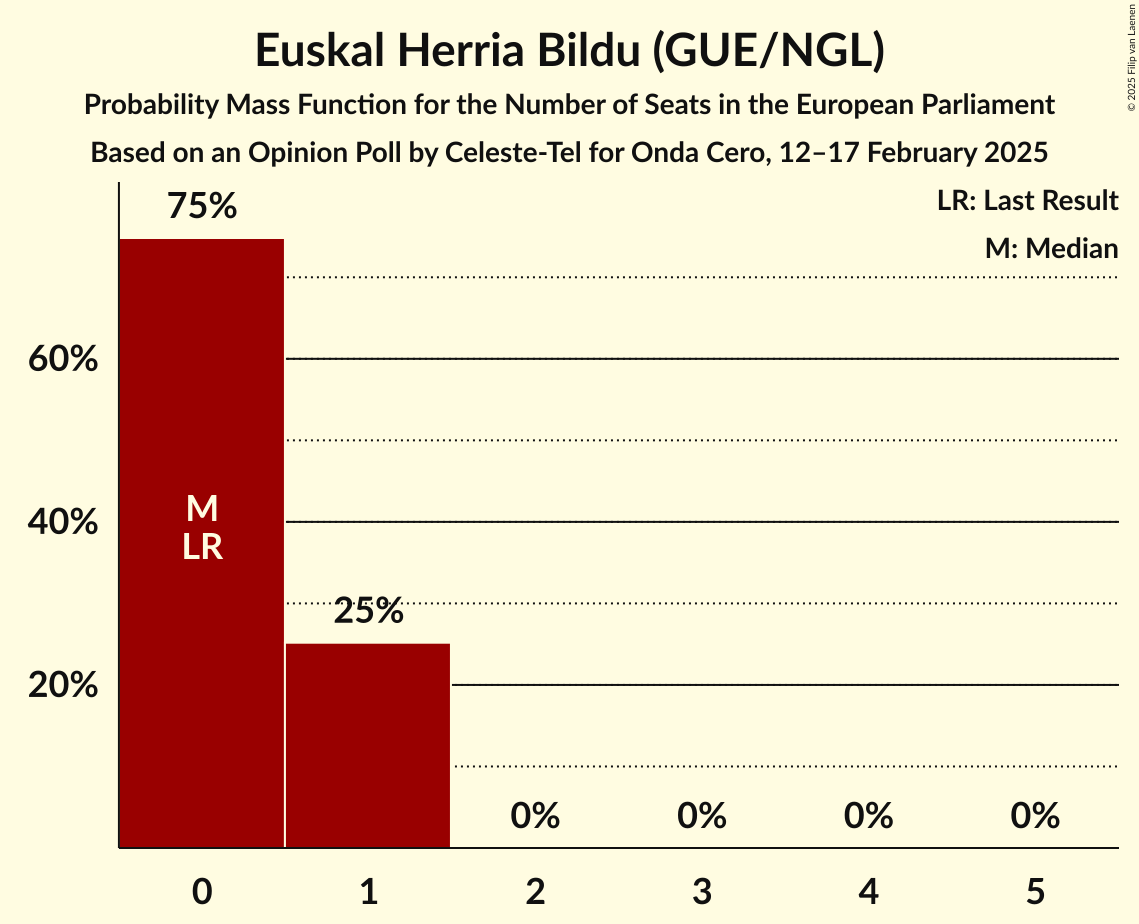 Euskal Herria Bildu (GUE/NGL)
Probability Mass Function for the Number of Seats in the European Parliament
Based on an Opinion Poll by Celeste-Tel for Onda Cero, 12–17 February 2025
© 2025 Filip van Laenen
LR: Last Result
M: Median
75%
60%
40%
20%
M
LR
25%
0%
0%
0%
0%
0
1
2
3
4
5